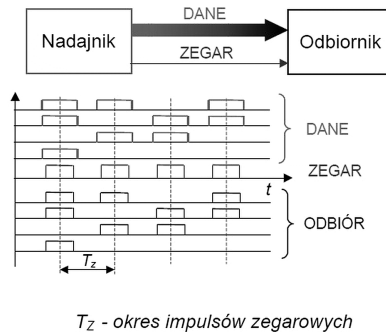 DANE
Nadajnik
Odbiornik
ZEGAR
DANE
ZEGAR
t
ODBIÓR
Tz
TZ - okres impulsów zegarowych